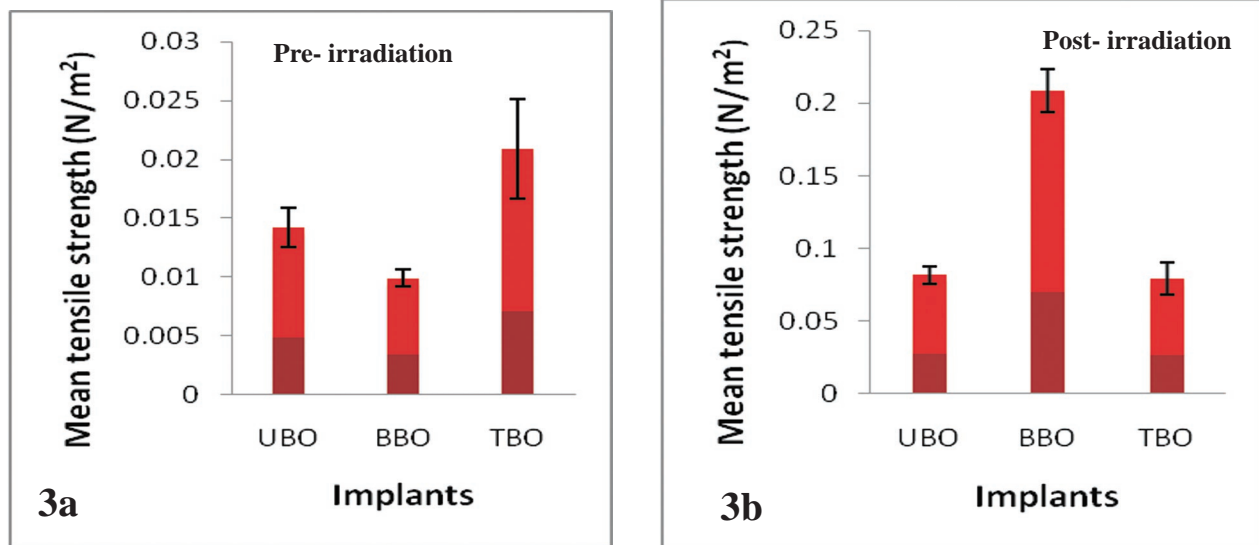 Pre- irradiation
Mean tensile strength (N/m²)
0.03
0.025
0.02
0.015
0.01
0.005
0
UBO BBO TBO
Implants
3a
Post- irradiation
Mean tensile strength (N/m²)
0.25
0.2
0.15
0.1
0.05
0
UBO BBO TBO
Implants
3b